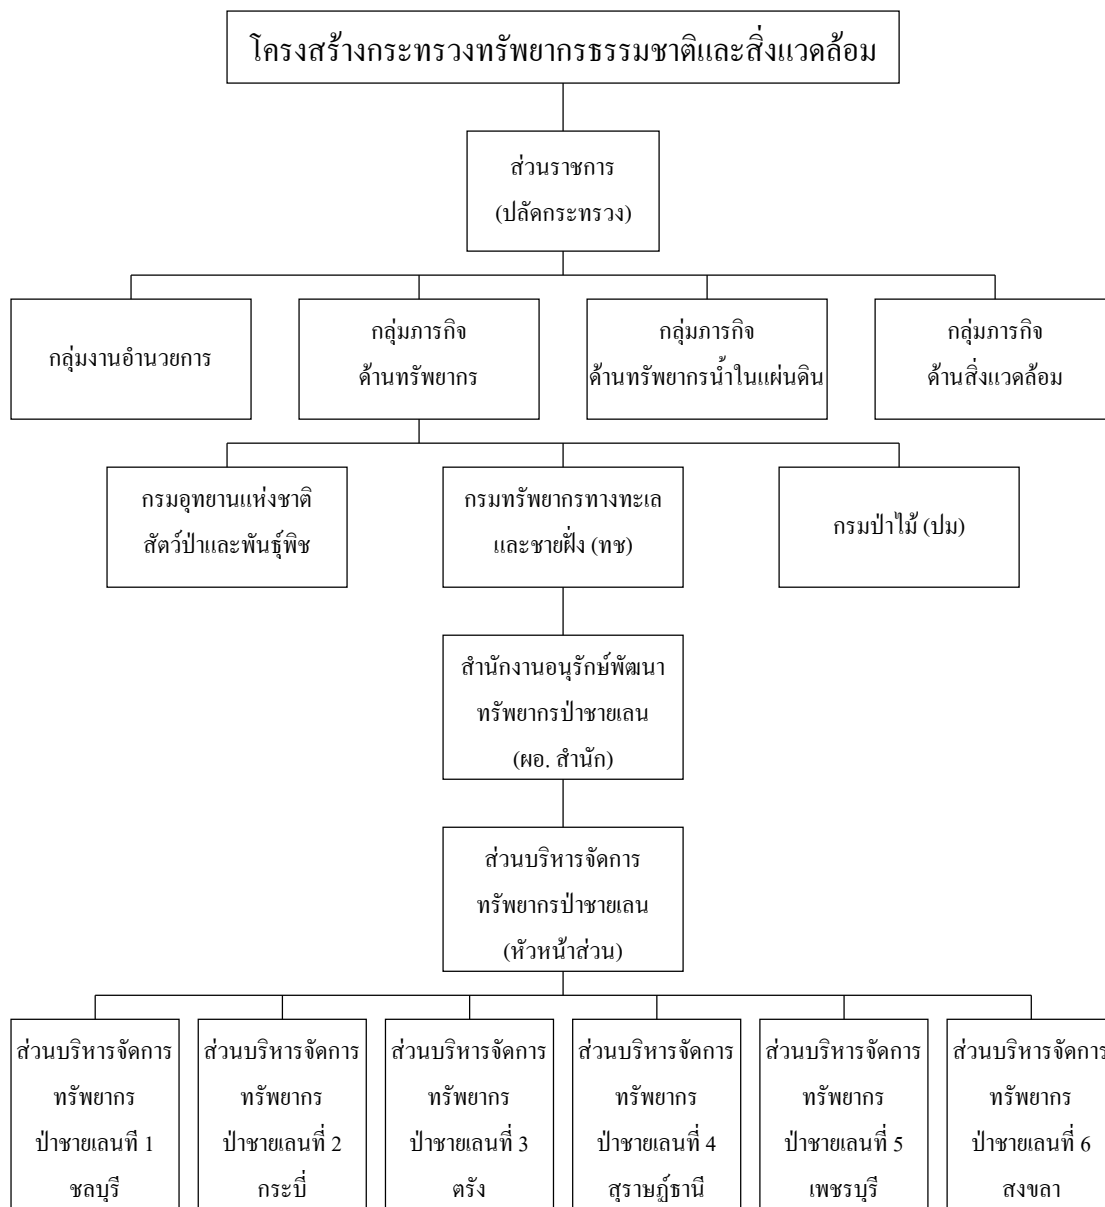 โครงสร้างกระทรวงทรัพยากรธรรมชาติและสิ่งแวดล้อม
ส่วนราชการ
(ปลัดกระทรวง)
กลุ่มงานอำนวยการ
กลุ่มภารกิจ
ด้านทรัพยากร
กลุ่มภารกิจ
ด้านทรัพยากรน้ำในแผ่นดิน
กลุ่มภารกิจ
ด้านสิ่งแวดล้อม
กรมอุทยานแห่งชาติ
สัตว์ป่าและพันธุ์พืช
กรมทรัพยากรทางทะเล
และชายฝั่ง (ทช)
กรมป่าไม้ (ปม)
สำนักงานอนุรักษ์พัฒนา
ทรัพยากรป่าชายเลน
(ผอ. สำนัก)
ส่วนบริหารจัดการ
ทรัพยากรป่าชายเลน
(หัวหน้าส่วน)
ส่วนบริหารจัดการ
ทรัพยากร
ป่าชายเลนที 1
ชลบุรี
ส่วนบริหารจัดการ
ทรัพยากร
ป่าชายเลนที่ 2
กระบี่
ส่วนบริหารจัดการ
ทรัพยากร
ป่าชายเลนที่ 3
ตรัง
ส่วนบริหารจัดการ
ทรัพยากร
ป่าชายเลนที่ 4
สุราษฎ์ธานี
ส่วนบริหารจัดการ
ทรัพยากร
ป่าชายเลนที่ 5
เพชรบุรี
ส่วนบริหารจัดการ
ทรัพยากร
ป่าชายเลนที่ 6
สงขลา